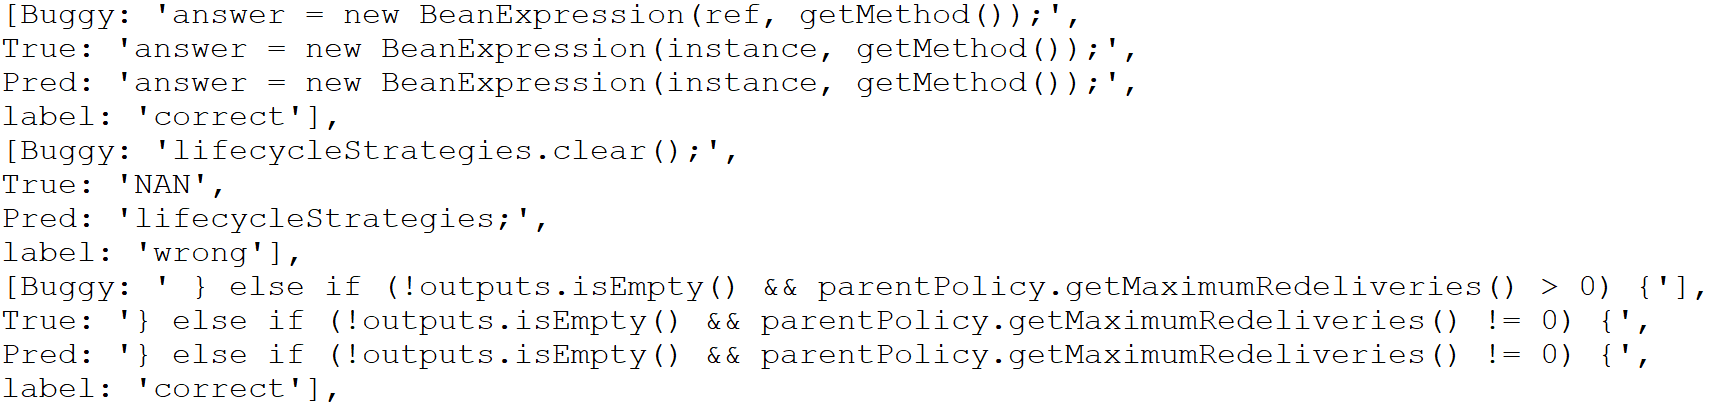 [Buggy: 'answer = new BeanExpression(ref, getMethod());',
True: 'answer = new BeanExpression(instance, getMethod());',
Pred: 'answer = new BeanExpression(instance, getMethod());',
label: 'correct'],
[Buggy: 'lifecycleStrategies.clear();',
True: 'NAN',
Pred: 'lifecycleStrategies;',
label: 'wrong'],
[Buggy: ' } else if (!outputs.isEmpty() && parentPolicy.getMaximumRedeliveries() > 0) {'],
True: '} else if (!outputs.isEmpty() && parentPolicy.getMaximumRedeliveries() != 0) {',
Pred: '} else if (!outputs.isEmpty() && parentPolicy.getMaximumRedeliveries() != 0) {',
label: 'correct'],